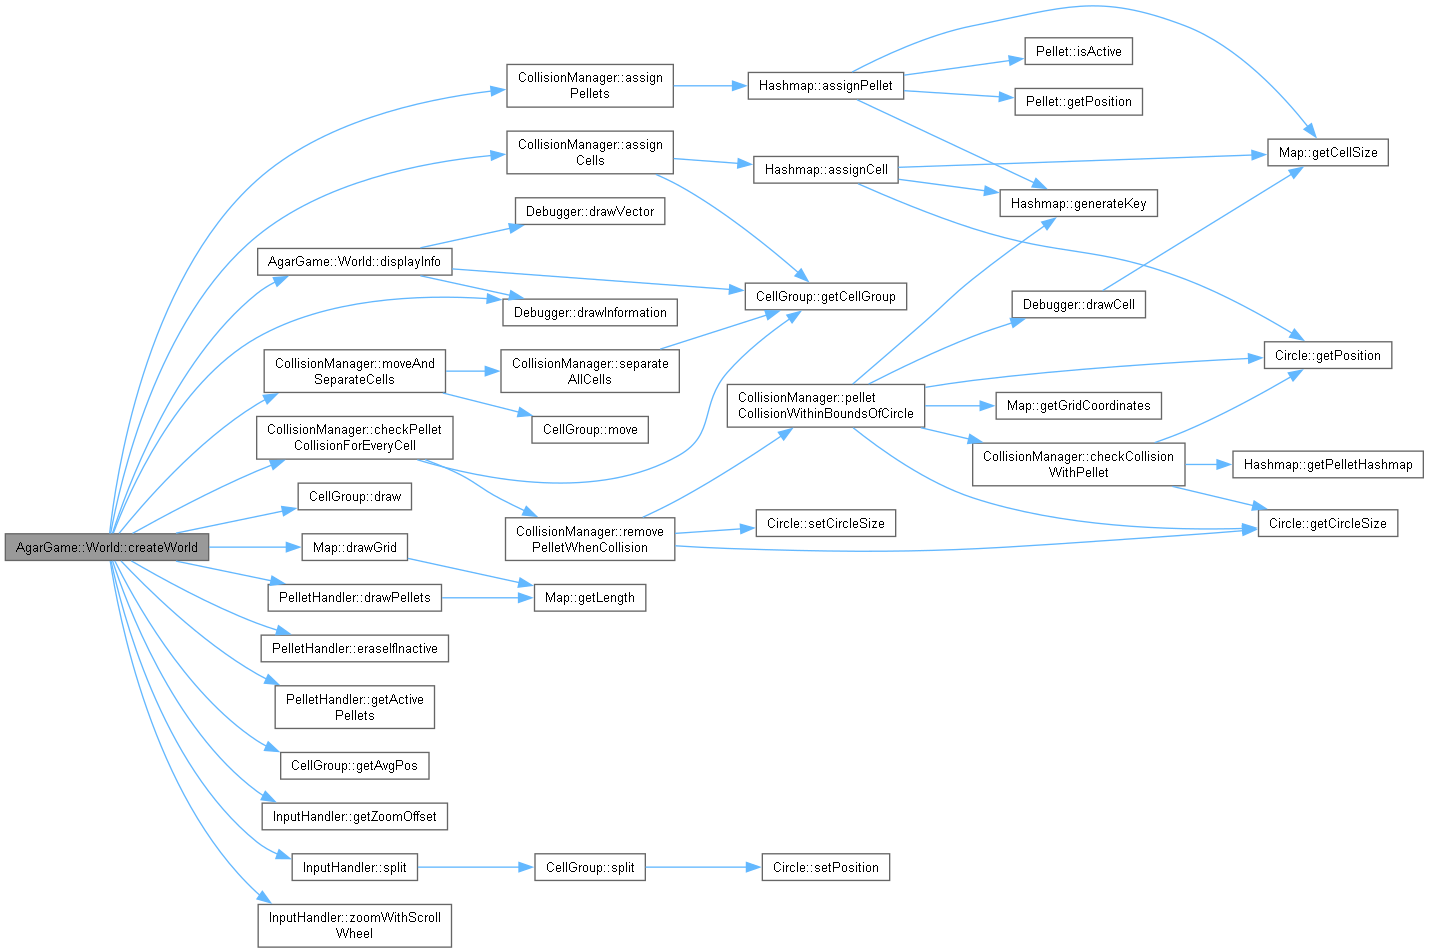 AgarGame::World::createWorld
CollisionManager::assign
Pellets
CollisionManager::assign
Cells
AgarGame::World::displayInfo
Debugger::drawVector
Debugger::drawInformation
CollisionManager::moveAnd
SeparateCells
CollisionManager::separate
AllCells
CellGroup::move
CollisionManager::checkPellet
CollisionForEveryCell
CellGroup::draw
Map::drawGrid
PelletHandler::drawPellets
PelletHandler::eraseIfInactive
PelletHandler::getActive
Pellets
CellGroup::getAvgPos
InputHandler::getZoomOffset
InputHandler::split
InputHandler::zoomWithScroll
Wheel
CollisionManager::remove
PelletWhenCollision
Map::getLength
CellGroup::split
Hashmap::assignPellet
Hashmap::assignCell
CellGroup::getCellGroup
CollisionManager::pellet
CollisionWithinBoundsOfCircle
Circle::setCircleSize
Circle::setPosition
Pellet::isActive
Pellet::getPosition
Hashmap::generateKey
Debugger::drawCell
Map::getGridCoordinates
CollisionManager::checkCollision
WithPellet
Map::getCellSize
Circle::getPosition
Hashmap::getPelletHashmap
Circle::getCircleSize